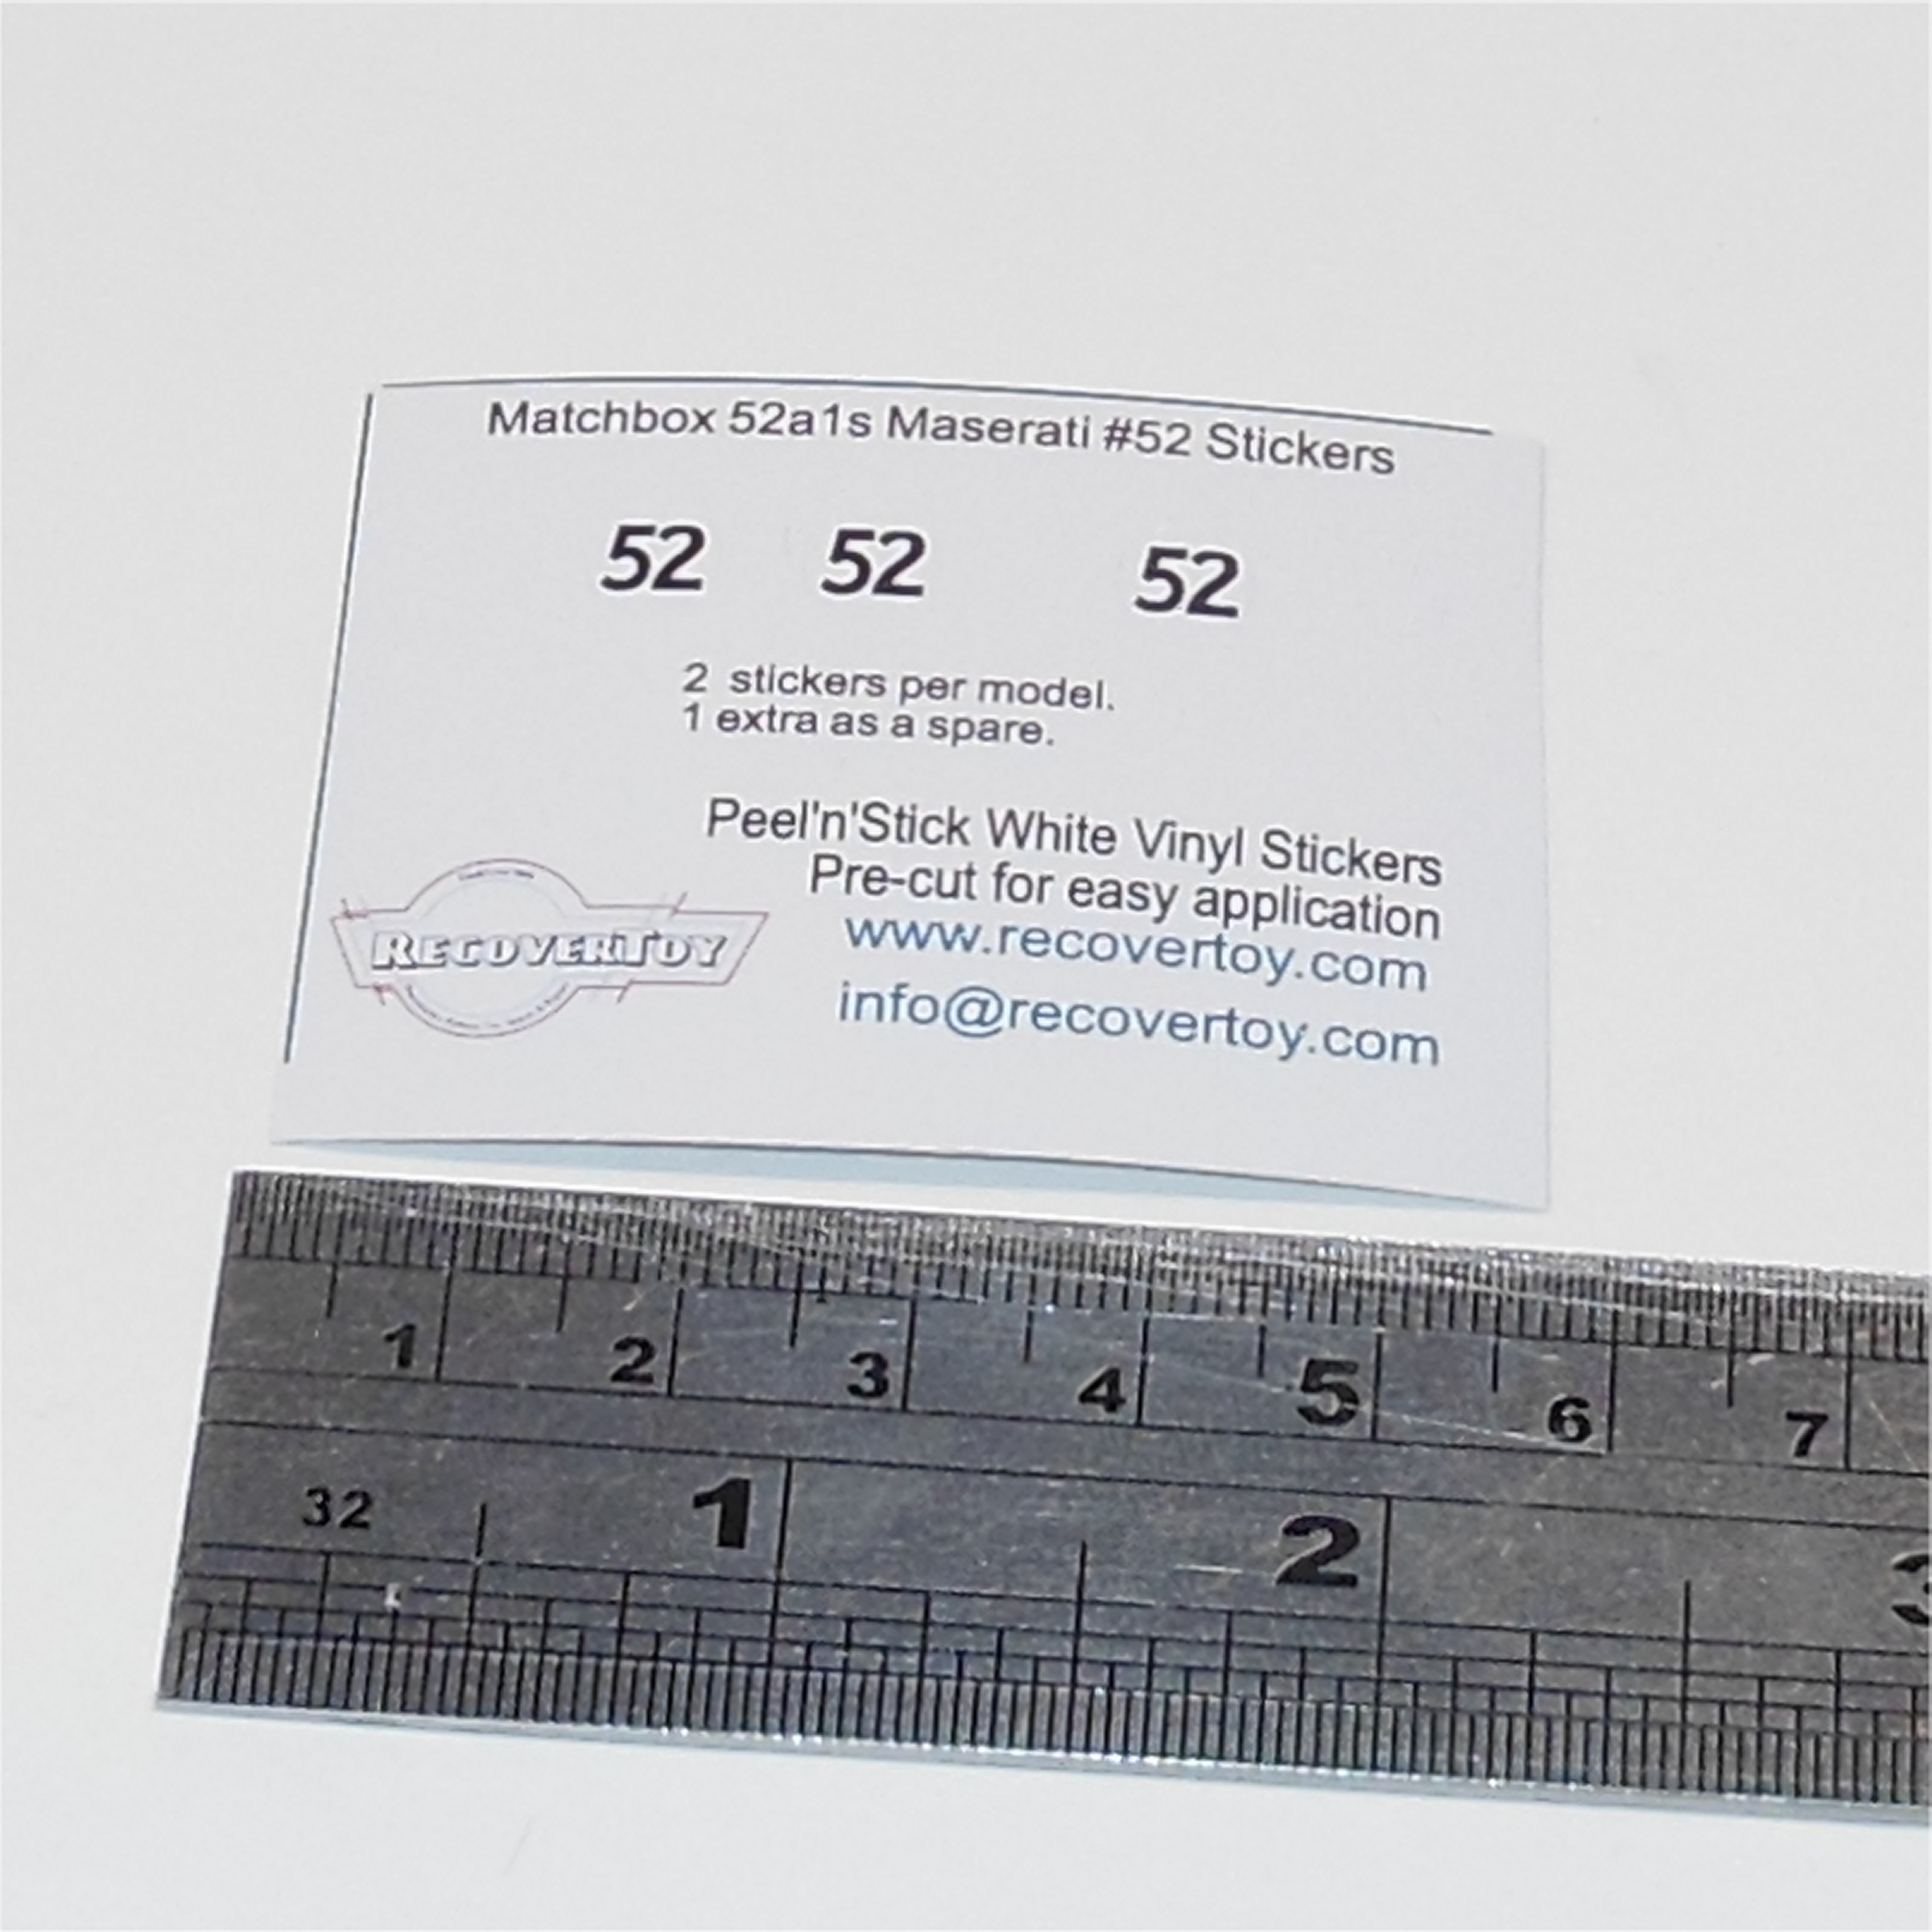 Matchbox 52a1s Maserati #52 Stickers
52 52 52
2 stickers per model.
1 extra as a spare.
Peel'n'Stick White Vinyl Stickers
Pre-cut for easy application
www.recovertoy.com
info@recovertoy.com
RECOVERTOY
1 2 3 4 5 6 7
32 1 2 3